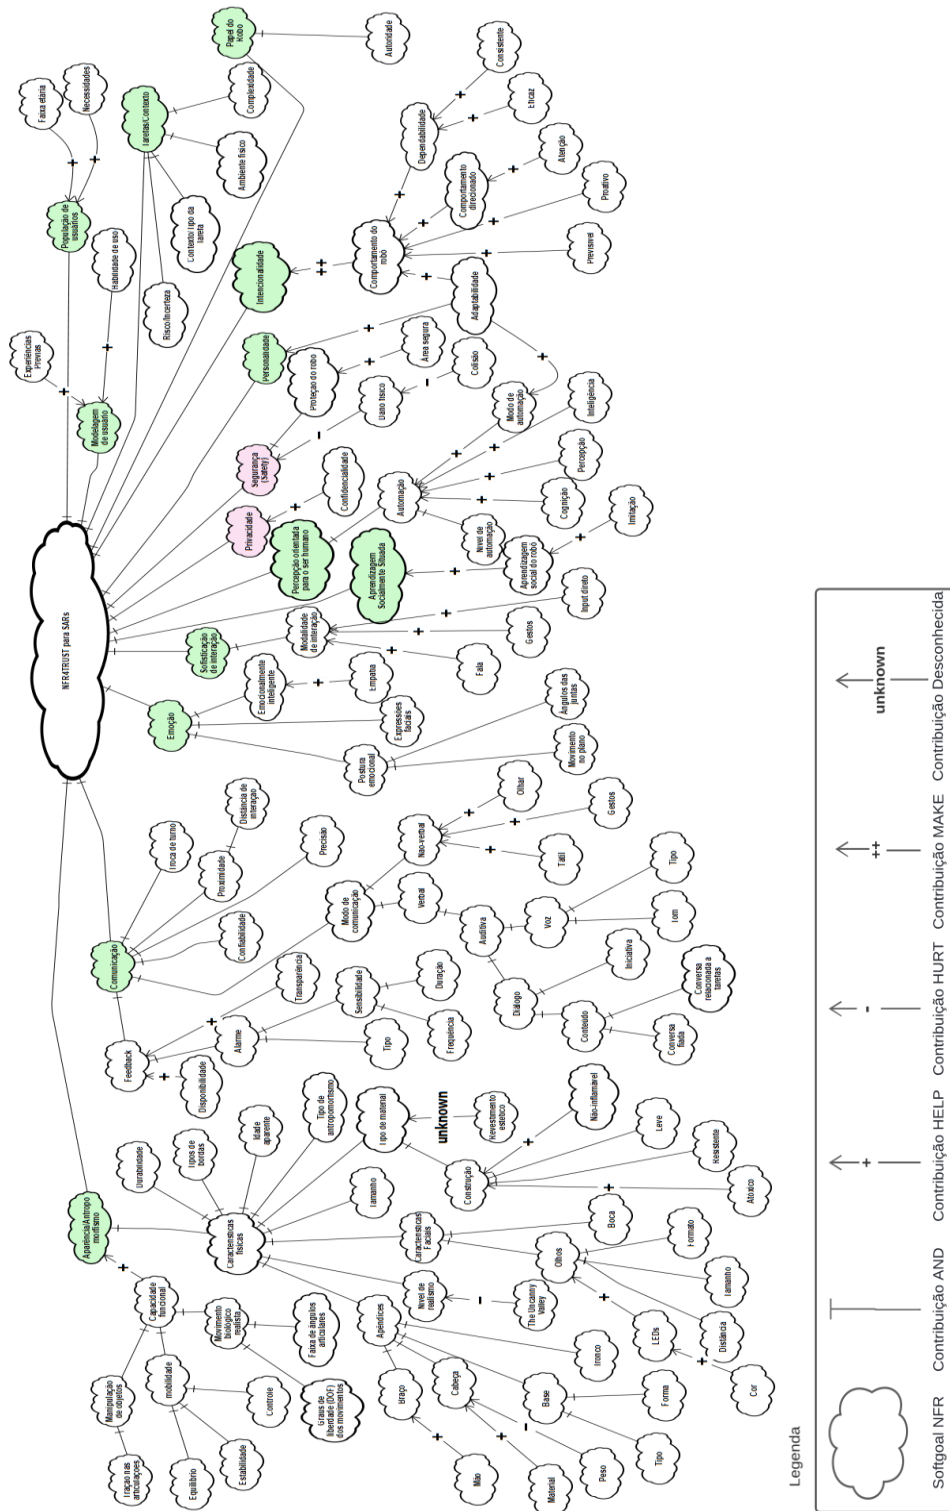 NFR4TRUST para SARs
Aparência/Antropo
morfismo
Capacidade
funcional
Manipulação
de objetos
Tração nas
articulações
mobilidade
Equilíbrio
Estabilidade
Controle
Movimento
biológico
realista
Graus de
liberdade (DOF)
dos movimentos
Faixa de ângulos
articulares
Características
físicas
Durabilidade
Tipos de
bordas
Idade
aparente
Tipo de
antropomorfismo
Tipo de material
unknown
Revestimento
estético
Construção
Não-inflamável
Leve
Resistente
Atóxico
Tamanho
Características
Faciais
Boca
Olhos
Formato
Tamanho
Distância
LEDs
Cor
Nível de
realismo
The Uncanny
Valley
Apêndices
Braço
Mão
Cabeça
Material
Peso
Base
Tipo
Forma
Tronco
Comunicação
Feedback
Disponibilidade
Transparência
Alarme
Tipo
Sensibilidade
Frequência
Duração
Confiabilidade
Troca de turno
Proximidade
Distância de
interação
Precisão
Modo de
comunicação
Verbal
Não-verbal
Olhar
Gestos
Tátil
Auditiva
Voz
Tipo
Tom
Diálogo
Iniciativa
Conteúdo
Conversa
fiada
Conversa
relacionada a
tarefas
Emoção
Emocionalmente
inteligente
Empatia
Expressões
faciais
Postura
emocional
Ângulos das
juntas
Movimento
no plano
Sofisticação
de interação
Modalidade
de interação
Fala
Gestos
Input direto
Aprendizagem
Socialmente Situada
Aprendizagem
social do robô
Imitação
Percepção orientada
para o ser humano
Automação
Nível de
automação
Cognição
Percepção
Inteligência
Modo de
automação
Privacidade
Confidencialidade
Segurança
(Safety)
Proteção do robô
Área segura
Dano físico
Colisão
Personalidade
Adaptabilidade
Intencionalidade
Comportamento do
robô
Dependabilidade
Consistente
Eficaz
Comportamento
direcionado
Atenção
Proativo
Previsível
Papel do
Robô
Autoridade
Tarefas/Contexto
Complexidade
Ambiente físico
Contexto/Tipo da
Tarefa
Risco/Incerteza
Modelagem
de usuário
Experiências
Prévias
Habilidade de uso
População de
usuários
Faixa etária
Necessidades
Legenda
Softgoal NFR
Contribuição AND
+
Contribuição HELP
-
Contribuição HURT
++
Contribuição MAKE
unknown
Contribuição Desconhecida